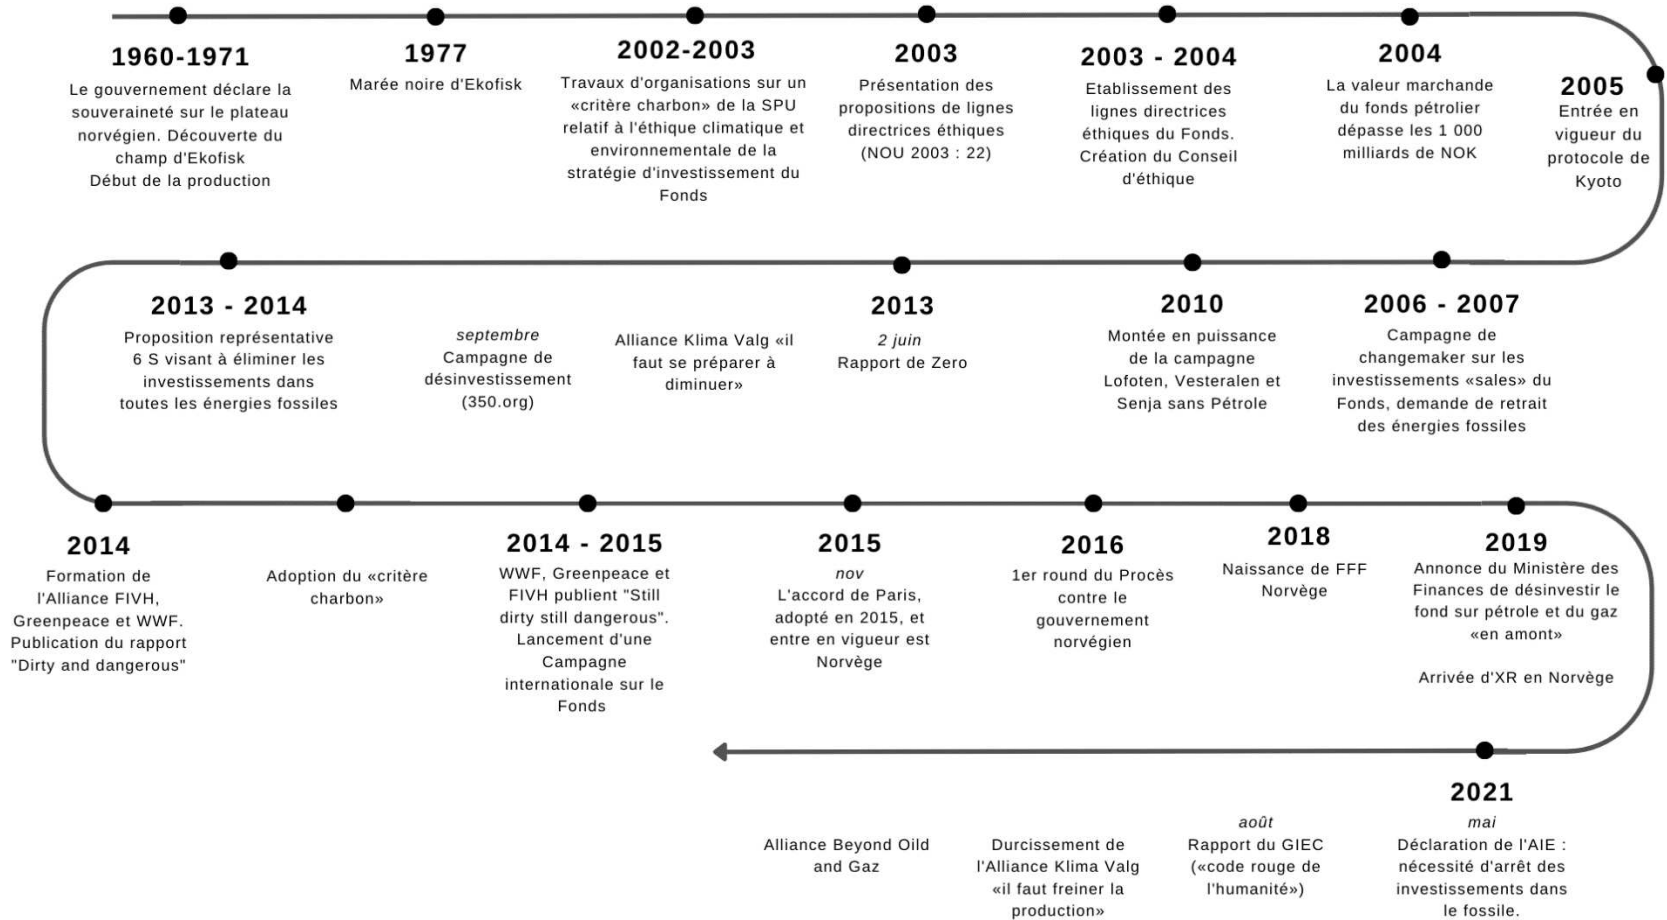 1960-1971
Le gouvernement déclare la
souveraineté sur le plateau
norvégien. Découverte du
champ d'Ekofisk
Début de la production
1977
Marée noire d'Ekofisk
2002-2003
Travaux d'organisations sur un
«critère charbon» de la SPU
relatif à l'éthique climatique et
environnementale de la
stratégie d'investissement du
Fonds
2003
Présentation des
propositions de lignes
directrices éthiques
(NOU 2003 : 22)
2003 - 2004
Etablissement des
lignes directrices
éthiques du Fonds.
Création du Conseil
d'éthique
2004
La valeur marchande
du fonds pétrolier
dépasse les 1 000
milliards de NOK
2005
Entrée en
vigueur du
protocole de
Kyoto
2006 - 2007
Campagne de
changemaker sur les
investissements «sales» du
Fonds, demande de retrait
des énergies fossiles
2010
Montée en puissance
de la campagne
Lofoten, Vesteralen et
Senja sans Pétrole
2013
2 juin
Rapport de Zero
Alliance Klima Valg «il
faut se préparer à
diminuer»
septembre
Campagne de
désinvestissement
(350.org)
2013 - 2014
Proposition représentative
6 S visant à éliminer les
investissements dans
toutes les énergies fossiles
2014
Formation de
l'Alliance FIVH,
Greenpeace et WWF.
Publication du rapport
"Dirty and dangerous"
Adoption du «critère
charbon»
2014 - 2015
WWF, Greenpeace et
FIVH publient "Still
dirty still dangerous".
Lancement d'une
Campagne
internationale sur le
Fonds
2015
nov
L'accord de Paris,
adopté en 2015, et
entre en vigueur est
Norvège
2016
1er round du Procès
contre le
gouvernement
norvégien
2018
Naissance de FFF
Norvège
2019
Annonce du Ministère des
Finances de désinvestir le
fond sur pétrole et du gaz
«en amont»
Arrivée d'XR en Norvège
2021
mai
Déclaration de l'AIE :
nécessité d'arrêt des
investissements dans
le fossile.
août
Rapport du GIEC
(«code rouge de
l'humanité»)
Durcissement de
l'Alliance Klima Valg
«il faut freiner la
production»
Alliance Beyond Oild
and Gaz